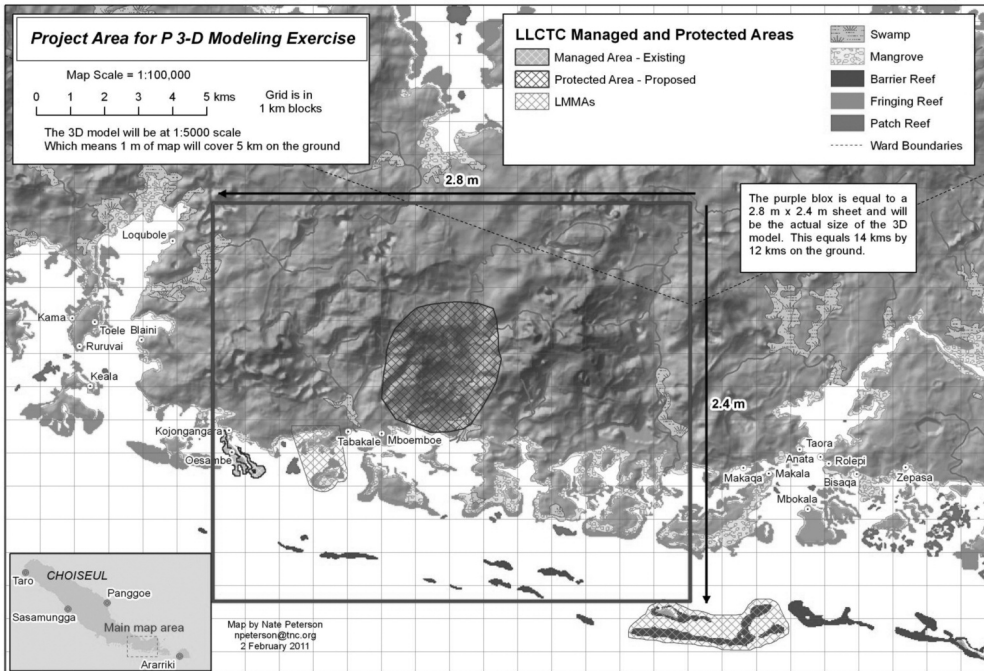 Project Area for P 3-D Modeling Exercise
Map Scale = 1:100,000
0 1 2 3 4 5 kms
Grid is in
1 km blocks
The 3D model will be at 1:5000 scale
Which means 1 m of map will cover 5 km on the ground
LLCTC Managed and Protected Areas
Managed Area - Existing
Protected Area - Proposed
LMMAs
Swamp
Mangrove
Barrier Reef
Fringing Reef
Patch Reef
Ward Boundaries
2.8 m
The purple blox is equal to a
2.8 m x 2.4 m sheet and will
be the actual size of the 3D
model. This equals 14 kms by
12 kms on the ground.
Loqubole
Kama
Toele
Blaini
Ruruvai
Keala
2.4 m
Kojongangara
Oesambe
Tabakale
Mboemboe
Taora
Anata
Rolepi
Makaqa
Makala
Bisaqa
Zepasa
Mbokala
CHOISEUL
Taro
Panggoe
Sasamungga
Main map area
Ararriki
Map by Nate Peterson
npeterson@tnc.org
2 February 2011